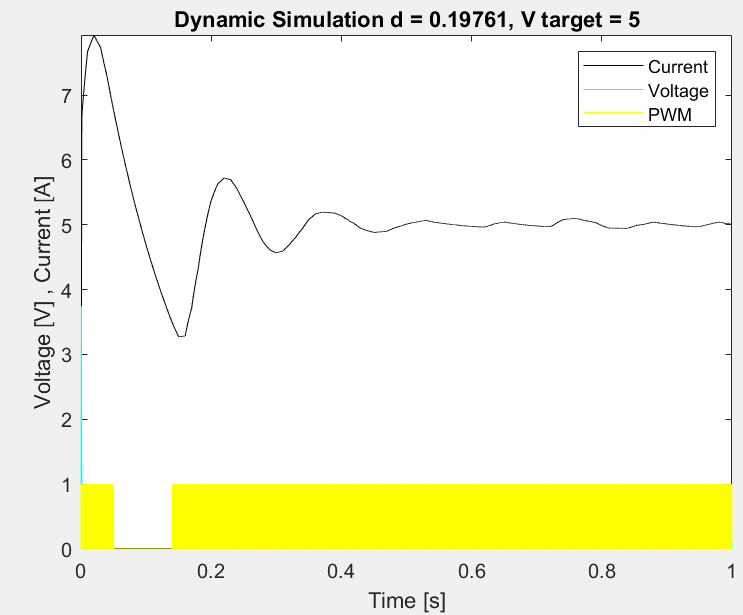 Dynamic Simulation d = 0.19761, V target = 5
Current
Voltage
PWM
Voltage [V] , Current [A]
7
6
5
4
3
2
1
0
0 0.2 0.4 0.6 0.8 1
Time [s]